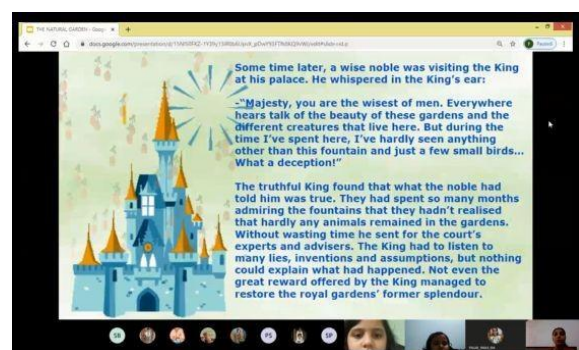 THE NATURAL GARDEN - Goog
Paused
Some time later, a wise noble was visiting the King
at his palace. He whispered in the King's ear:
-"Majesty, you are the wisest of men. Everywhere
hears talk of the beauty of these gardens and the
different creatures that live here. But during the
time I've spent here, I've hardly seen anything
other than this fountain and just a few small birds...
What a deception!"
The truthful King found that what the noble had
told him was true. They had spent so many months
admiring the fountains that they hadn't realised
that hardly any animals remained in the gardens.
Without wasting time he sent for the court's
experts and advisers. The King had to listen to
many lies, inventions and assumptions, but nothing
could explain what had happened. Not even the
great reward offered by the King managed to
restore the royal gardens' former splendour.
SB
PS
SP